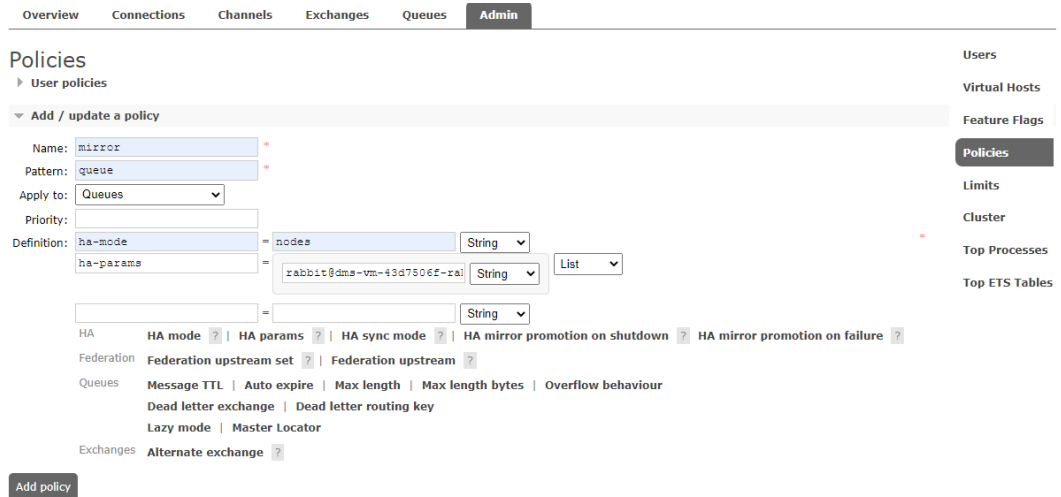 Overview Connections Channels Exchanges Queues Admin
Policies
User policies
Add / update a policy
Name: mirror *
Pattern: queue *
Apply to: Queues
Priority:
Definition: ha-mode = nodes String *
ha-params = rabbit@dms-vm-43d7506f-ral String List
= String
HA HA mode ? | HA params ? | HA sync mode ? | HA mirror promotion on shutdown ? HA mirror promotion on failure ?
Federation Federation upstream set ? | Federation upstream ?
Queues Message TTL | Auto expire | Max length | Max length bytes | Overflow behaviour
Dead letter exchange | Dead letter routing key
Lazy mode | Master Locator
Exchanges Alternate exchange ?
Add policy
Users
Virtual Hosts
Feature Flags
Policies
Limits
Cluster
Top Processes
Top ETS Tables